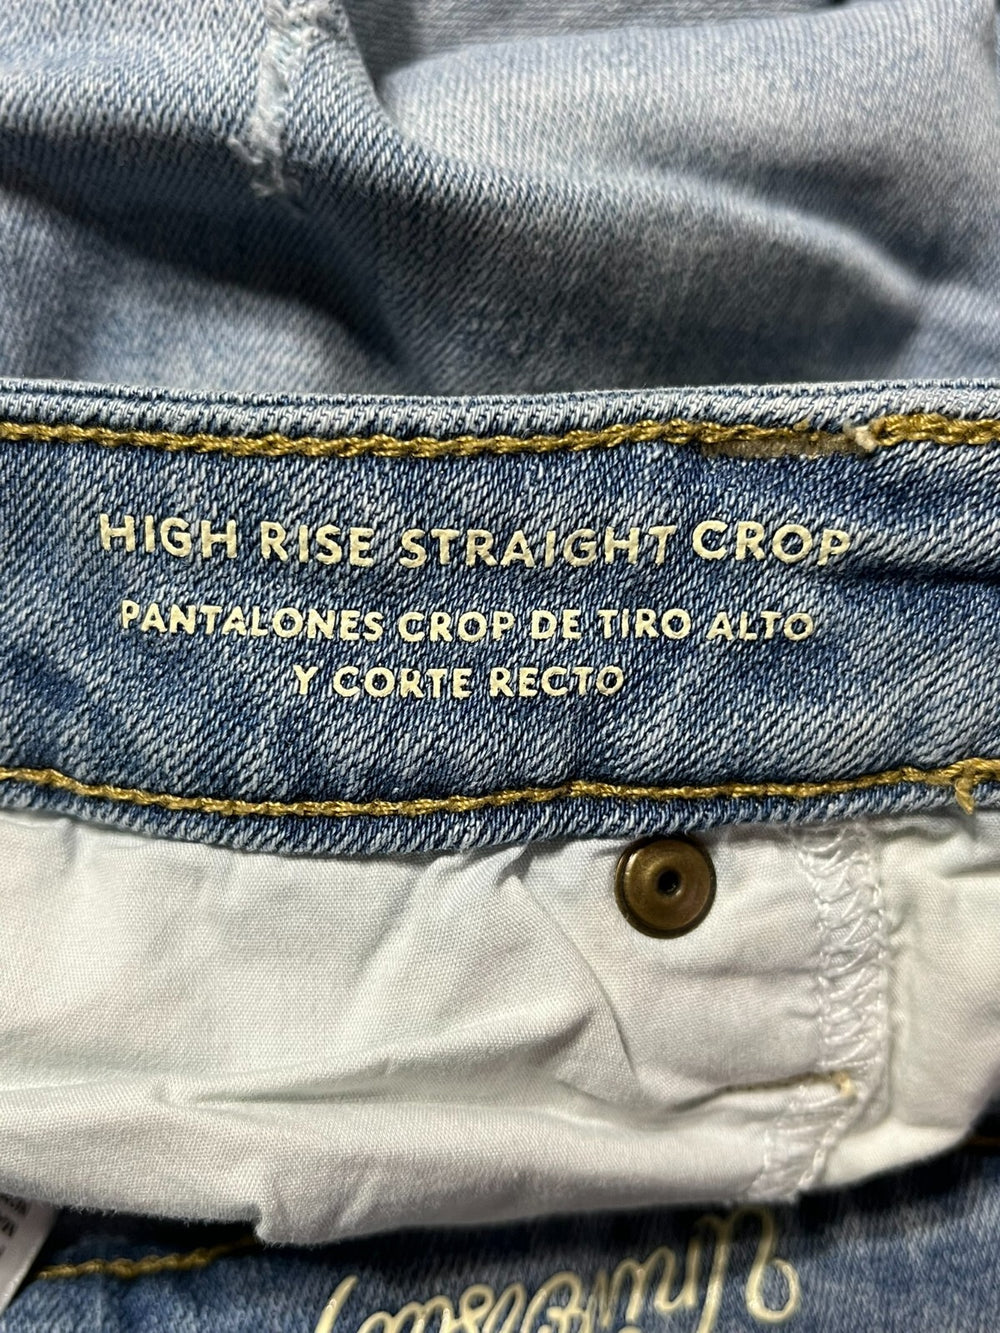 HIGH RISE STRAIGHT CROP
PANTALONES CROP DE TIRO ALTO
Y CORTE RECTO